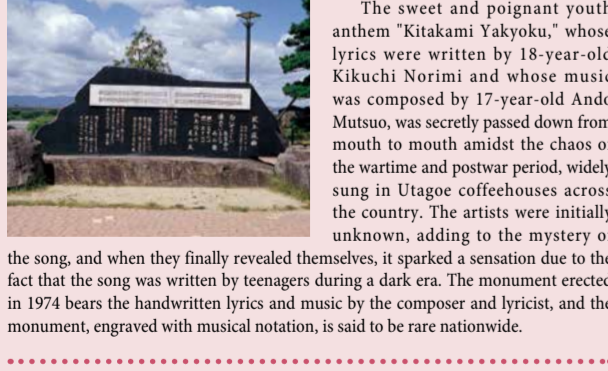 The sweet and poignant youth
anthem "Kitakami Yakyoku," whose
lyrics were written by 18-year-old
Kikuchi Norimi and whose music
was composed by 17-year-old Ando
Mutsuo, was secretly passed down from
mouth to mouth amidst the chaos of
the wartime and postwar period, widely
sung in Utagoe coffeehouses across
the country. The artists were initially
unknown, adding to the mystery of
the song, and when they finally revealed themselves, it sparked a sensation due to the
fact that the song was written by teenagers during a dark era. The monument erected
in 1974 bears the handwritten lyrics and music by the composer and lyricist, and the
monument, engraved with musical notation, is said to be rare nationwide.